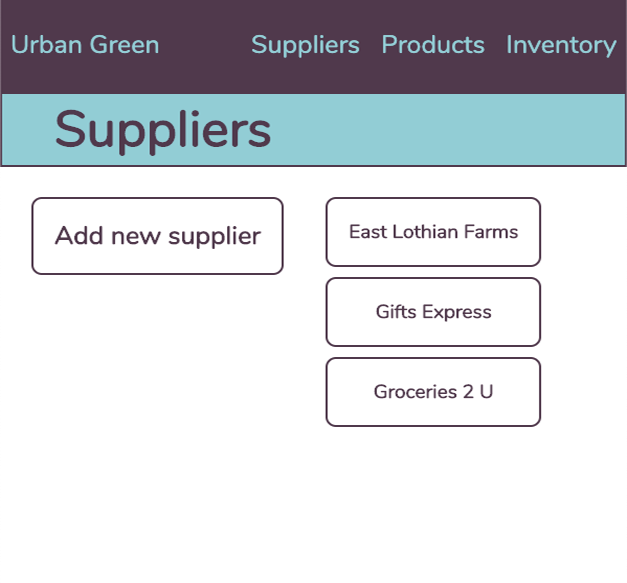 Urban Green Suppliers Products Inventory
Suppliers
Add new supplier
East Lothian Farms
Gifts Express
Groceries 2 U